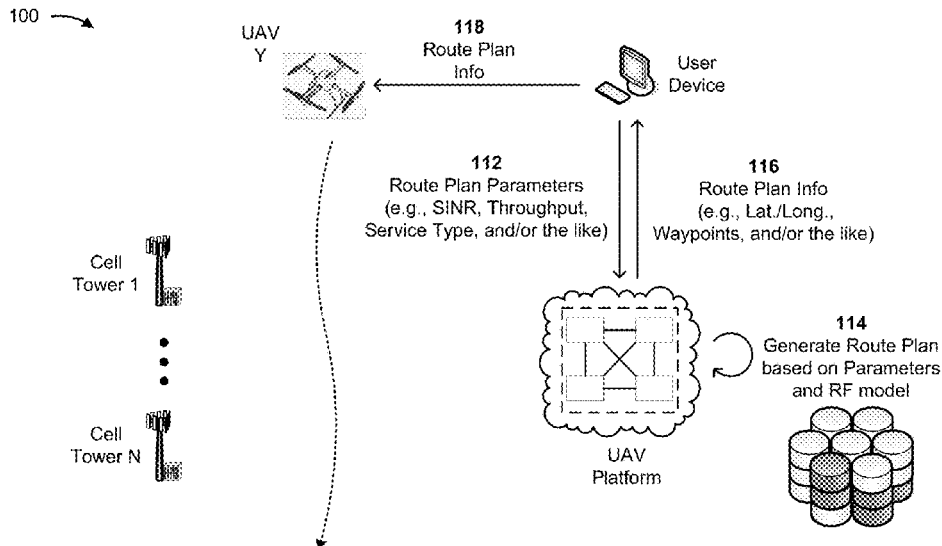 100
UAV
Y
118
Route Plan
Info
User
Device
112
Route Plan Parameters
(e.g., SINR, Throughput,
Service Type, and/or the like)
116
Route Plan Info
(e.g., Lat./Long.,
Waypoints, and/or the like)
Cell
Tower 1
114
Generate Route Plan
based on Parameters
and RF model
Cell
Tower N
UAV
Platform